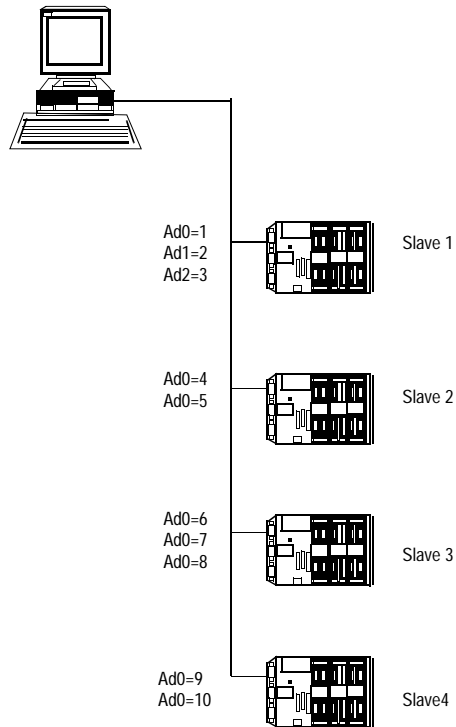 Ad0=1
Ad1=2
Ad2=3
Slave 1
Ad0=4
Ad0=5
Slave 2
Ad0=6
Ad0=7
Ad0=8
Slave 3
Ad0=9
Ad0=10
Slave4